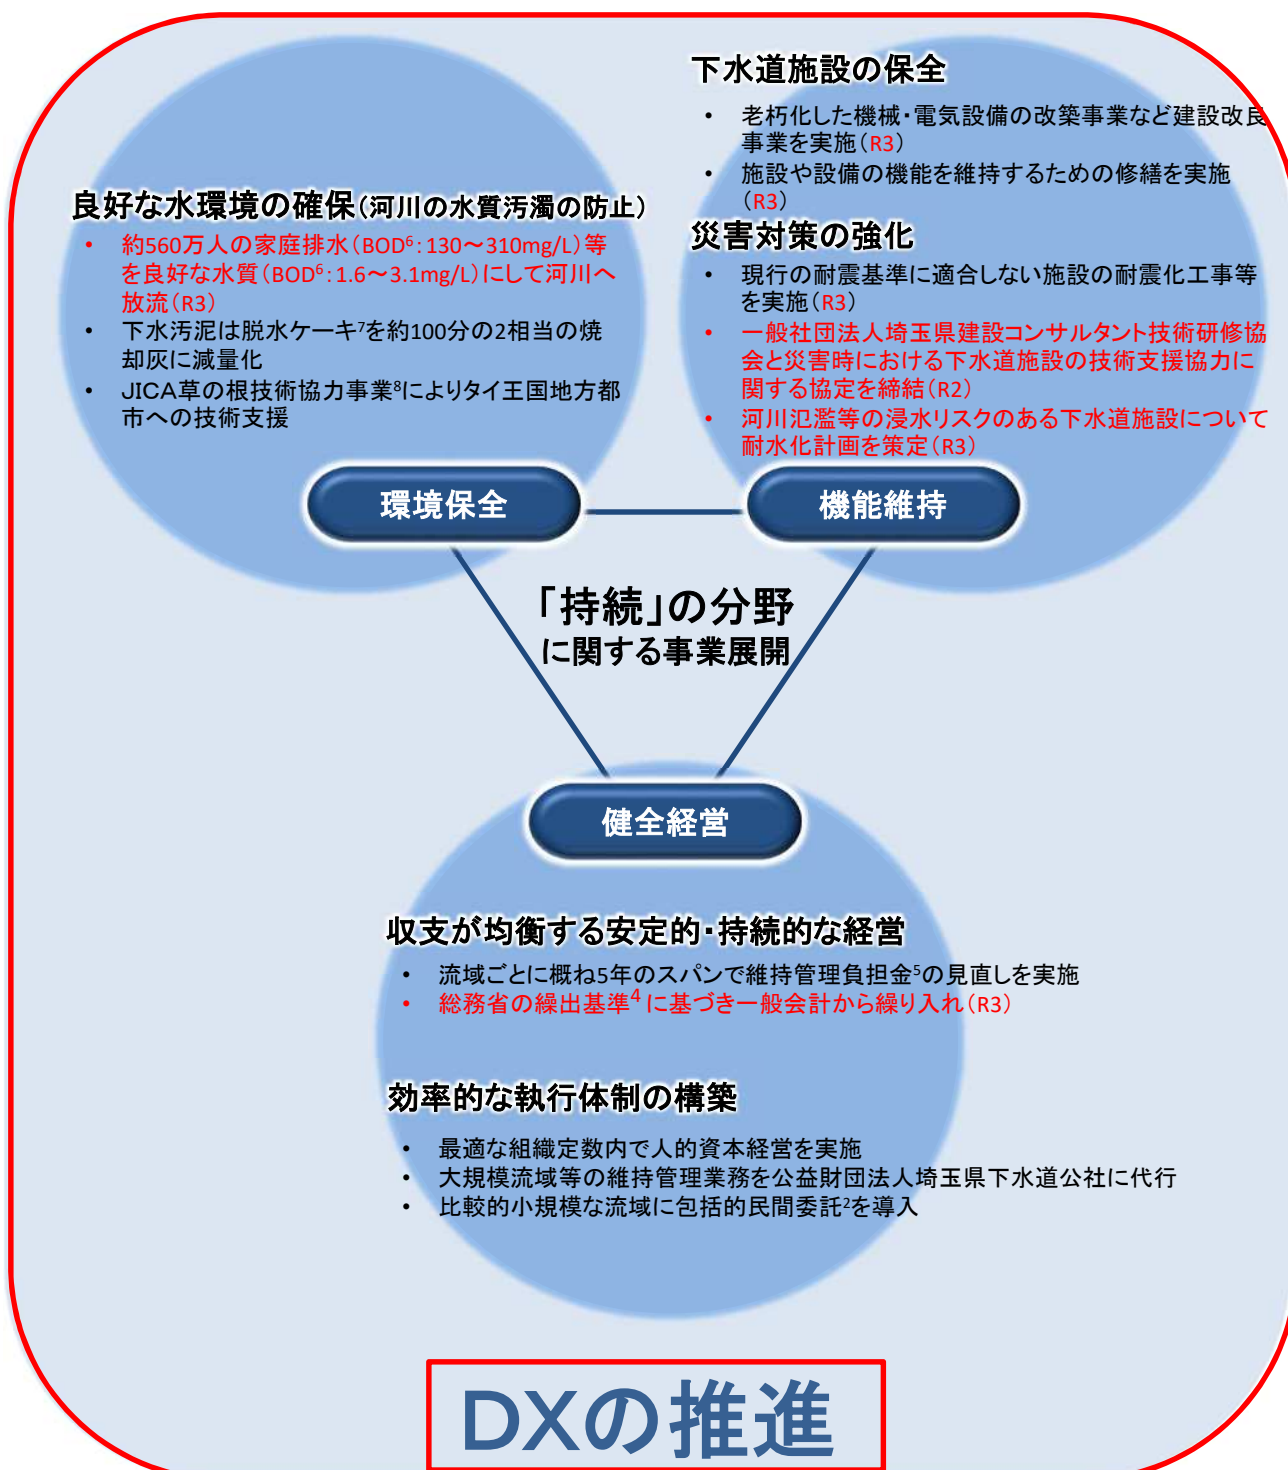 良好な水環境の確保(河川の水質汚濁の防止)
• 約560万人の家庭排水(BOD⁶:130～310mg/L)等
を良好な水質(BOD⁶:1.6～3.1mg/L)にして河川へ
放流(R3)
• 下水汚泥は脱水ケーキ⁷を約100分の2相当の焼
却灰に減量化
• JICA草の根技術協力事業⁸によりタイ王国地方都
市への技術支援
環境保全
下水道施設の保全
• 老朽化した機械・電気設備の改築事業など建設改良
事業を実施(R3)
• 施設や設備の機能を維持するための修繕を実施
(R3)
災害対策の強化
• 現行の耐震基準に適合しない施設の耐震化工事等
を実施(R3)
• 一般社団法人埼玉県建設コンサルタント技術研修協
会と災害時における下水道施設の技術支援協力に
関する協定を締結(R2)
• 河川氾濫等の浸水リスクのある下水道施設について
耐水化計画を策定(R3)
機能維持
「持続」の分野
に関する事業展開
健全経営
収支が均衡する安定的・持続的な経営
• 流域ごとに概ね5年のスパンで維持管理負担金⁵の見直しを実施
• 総務省の繰出基準⁴に基づき一般会計から繰り入れ(R3)
効率的な執行体制の構築
• 最適な組織定数内で人的資本経営を実施
• 大規模流域等の維持管理業務を公益財団法人埼玉県下水道公社に代行
• 比較的小規模な流域に包括的民間委託²を導入
DXの推進